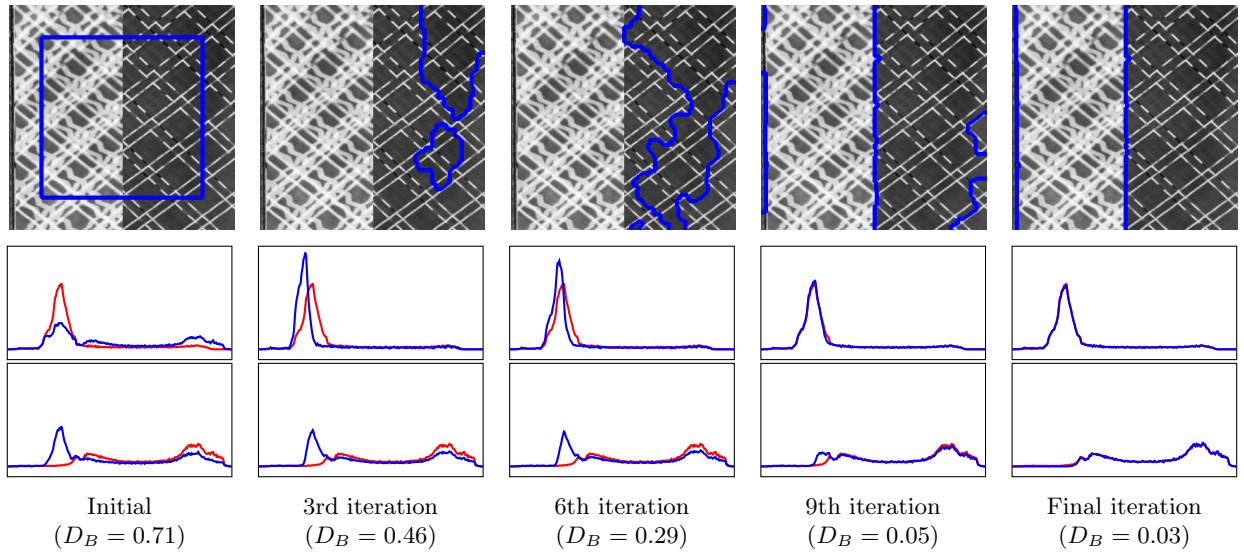 Initial
(D_B = 0.71)
3rd iteration
(D_B = 0.46)
6th iteration
(D_B = 0.29)
9th iteration
(D_B = 0.05)
Final iteration
(D_B = 0.03)